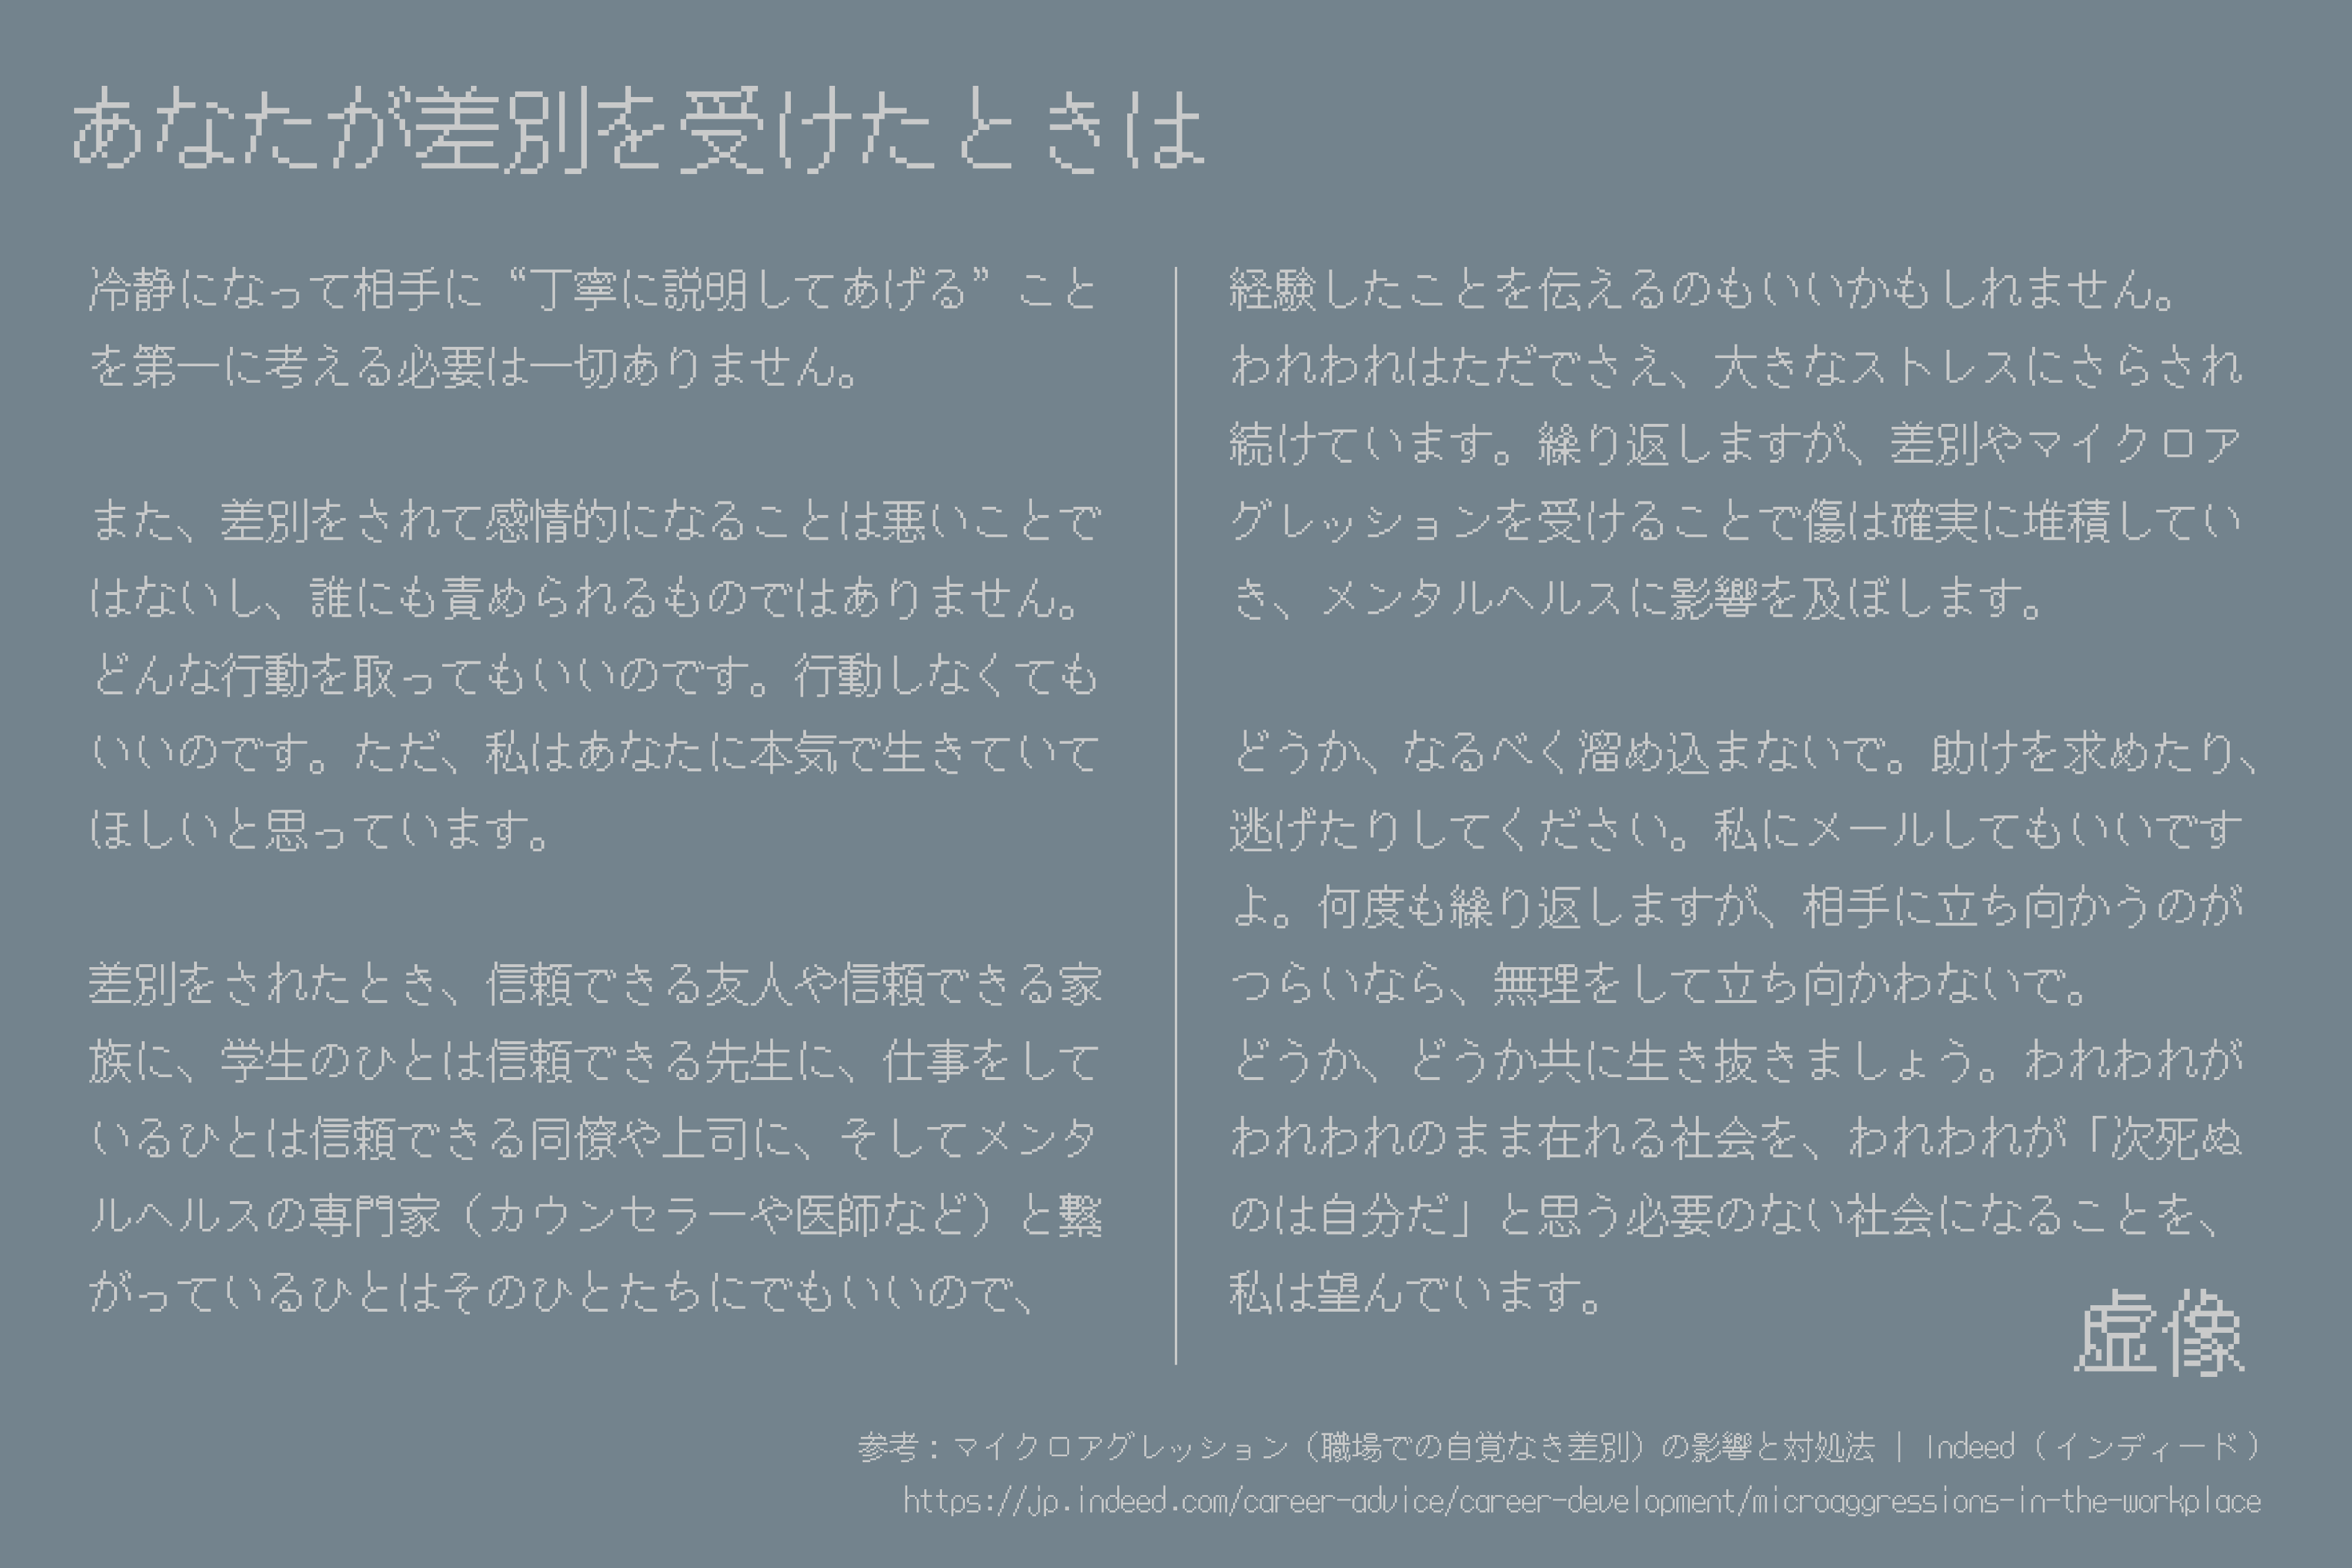 あなたが差別を受けたときは
冷静になって相手に“丁寧に説明してあげる”こと
を第一に考える必要は一切ありません。
また、差別をされて感情的になることは悪いことで
はないし、誰にも責められるものではありません。
どんな行動を取ってもいいのです。行動しなくても
いいのです。ただ、私はあなたに本気で生きていて
ほしいと思っています。
差別をされたとき、信頼できる友人や信頼できる家
族に、学生のひとは信頼できる先生に、仕事をして
いるひとは信頼できる同僚や上司に、そしてメンタ
ルヘルスの専門家（カウンセラーや医師など）と繋
がっているひとはそのひとたちにでもいいので、
経験したことを伝えるのもいいかもしれません。
われわれはただでさえ、大きなストレスにさらされ
続けています。繰り返しますが、差別やマイクロア
グレッションを受けることで傷は確実に堆積してい
き、メンタルヘルスに影響を及ぼします。
どうか、なるべく溜め込まないで。助けを求めたり、
逃げたりしてください。私にメールしてもいいです
よ。何度も繰り返しますが、相手に立ち向かうのが
つらいなら、無理をして立ち向かわないで。
どうか、どうか共に生き抜きましょう。われわれが
われわれのまま在れる社会を、われわれが「次死ぬ
のは自分だ」と思う必要のない社会になることを、
私は望んでいます。
虚像
参考：マイクロアグレッション（職場での自覚なき差別）の影響と対処法 | Indeed (インディード)
https://jp.indeed.com/career-advice/career-development/microaggressions-in-the-workplace